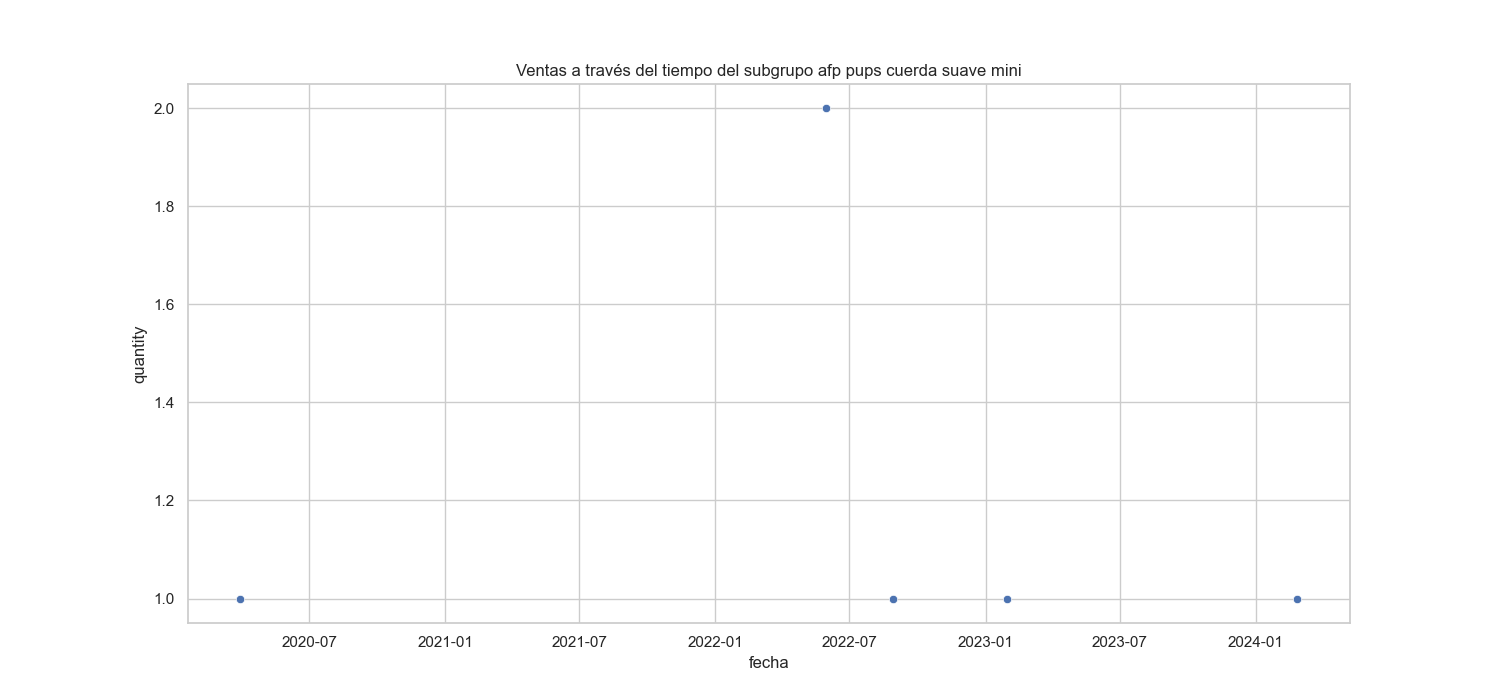 Ventas a través del tiempo del subgrupo afp pups cuerda suave mini
2.0
1.8
1.6
1.4
1.2
1.0
quantity
2020-07 2021-01 2021-07 2022-01 2022-07 2023-01 2023-07 2024-01
fecha